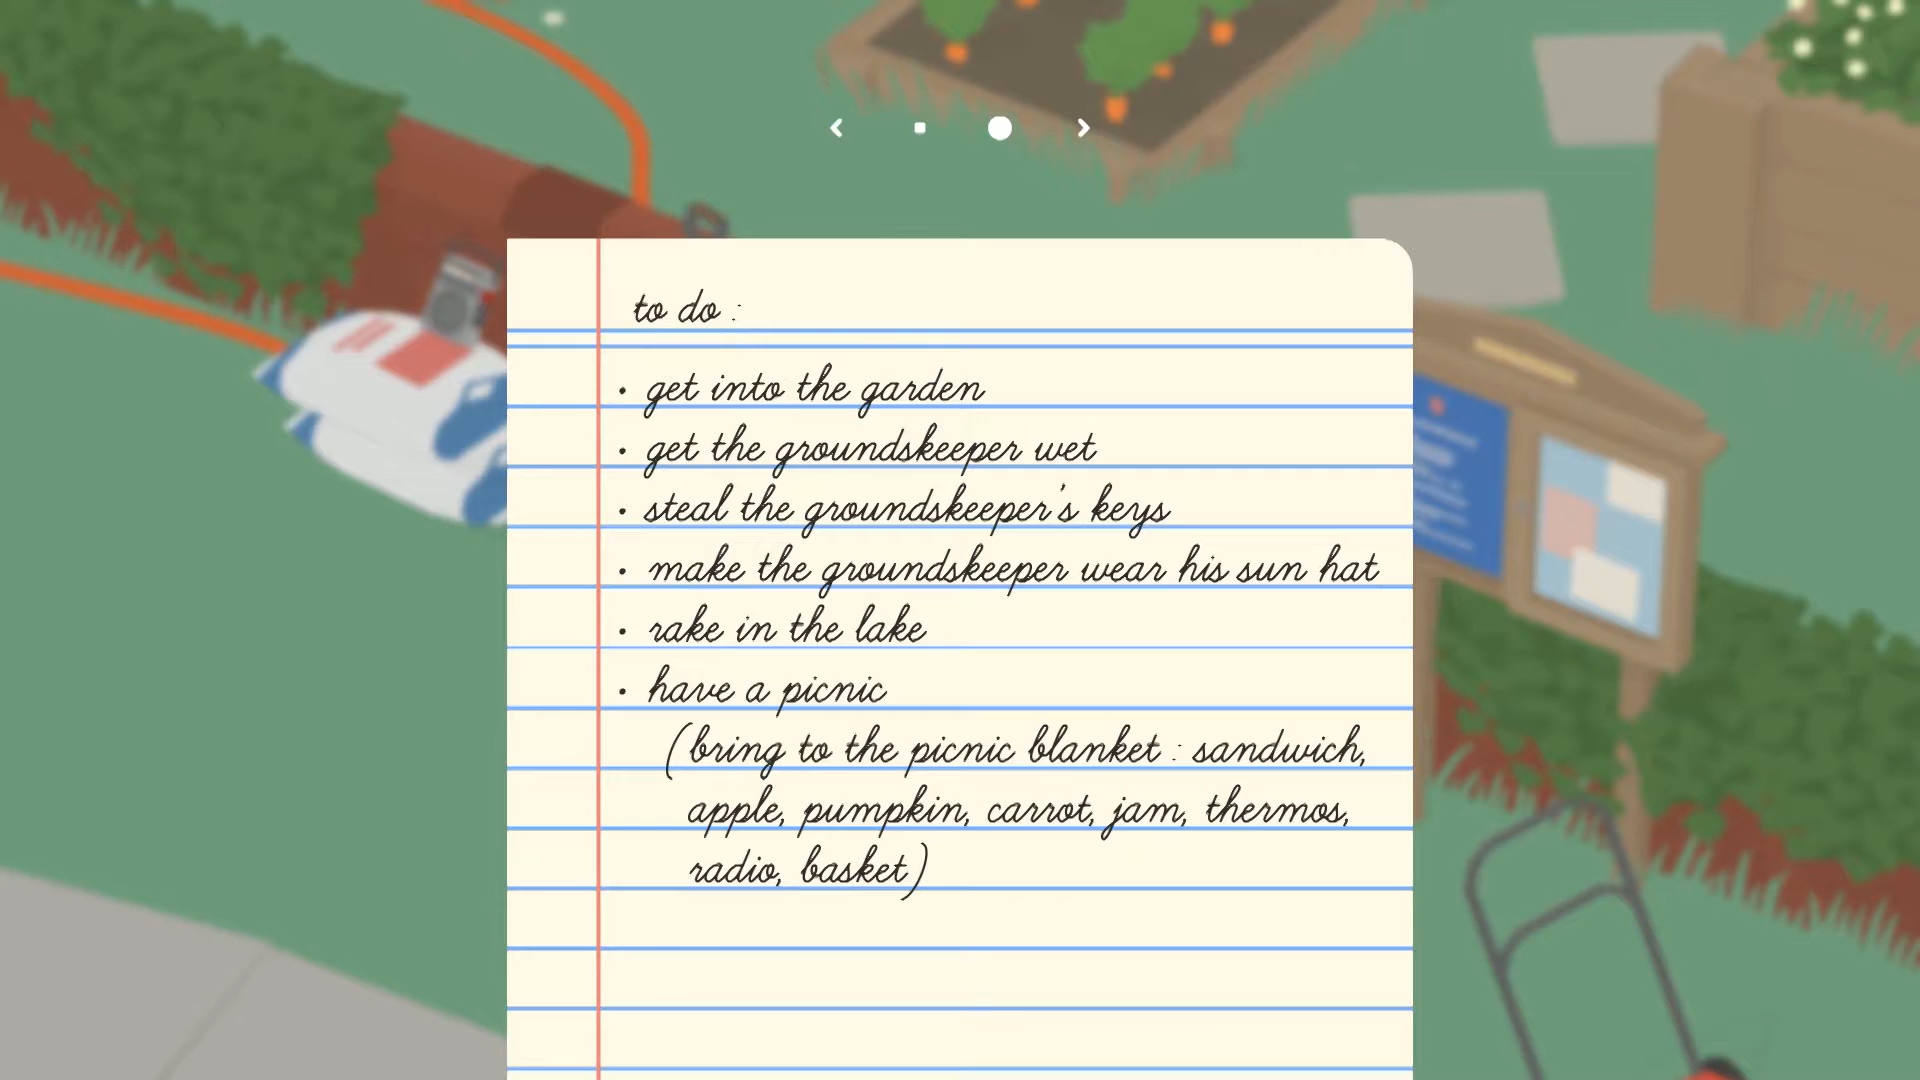 to do :
• get into the garden
• get the groundskeeper wet
• steal the groundskeeper's keys
• make the groundskeeper wear his sun hat
• rake in the lake
• have a picnic
(bring to the picnic blanket : sandwich,
apple, pumpkin, carrot, jam, thermos,
radio, basket)